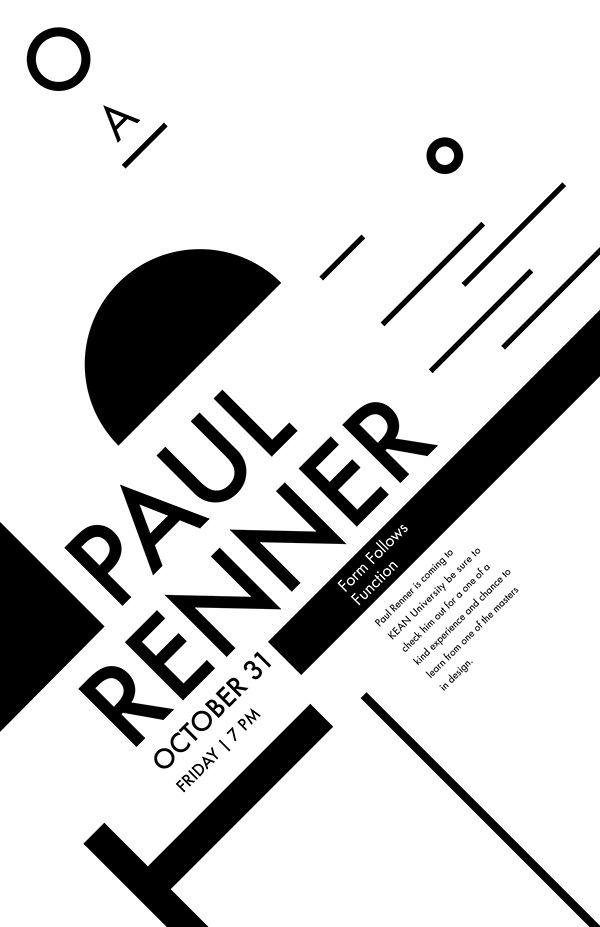 A
PAUL
RENNER
OCTOBER 31
FRIDAY | 7 PM
Form Follows
Function
Paul Renner is coming to
KEAN University be sure to
check him out for a one of a
kind experience and chance to
learn from one of the masters
in design.